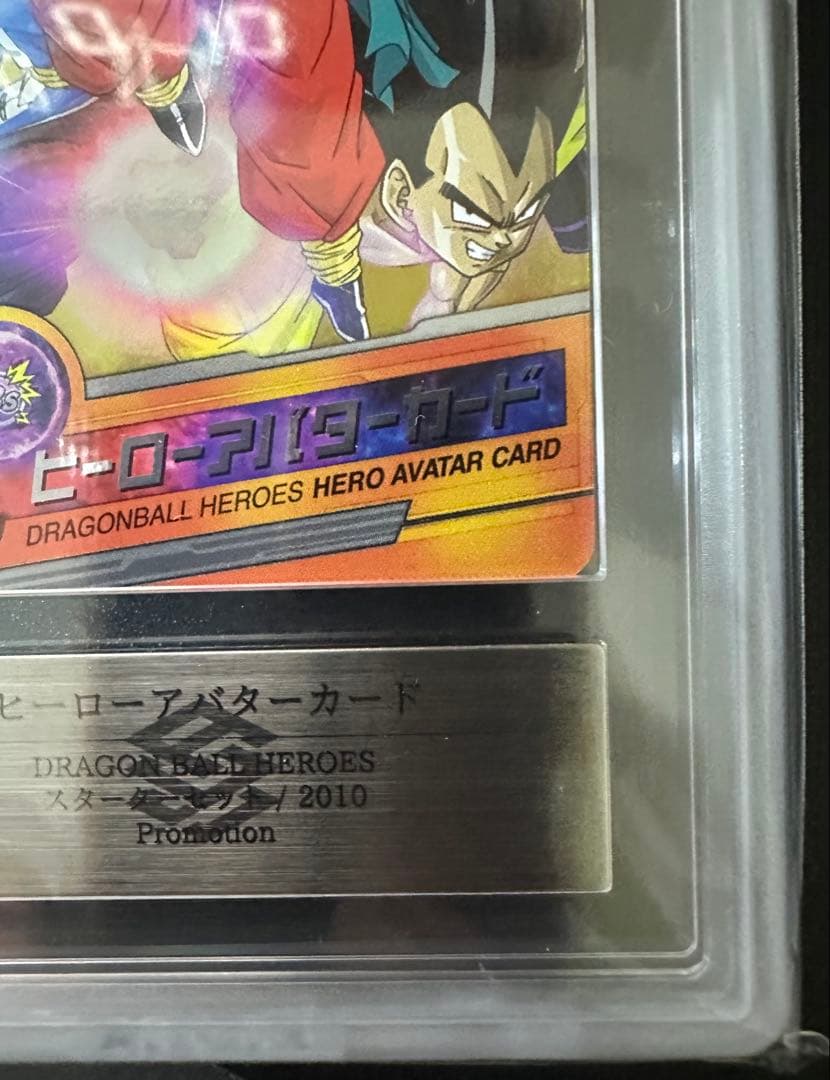 ヒーローアバターカード
DRAGONBALL HEROES HERO AVATAR CARD
ヒーローアバターカード
DRAGON BALL HEROES
スターターセット / 2010
Promotion